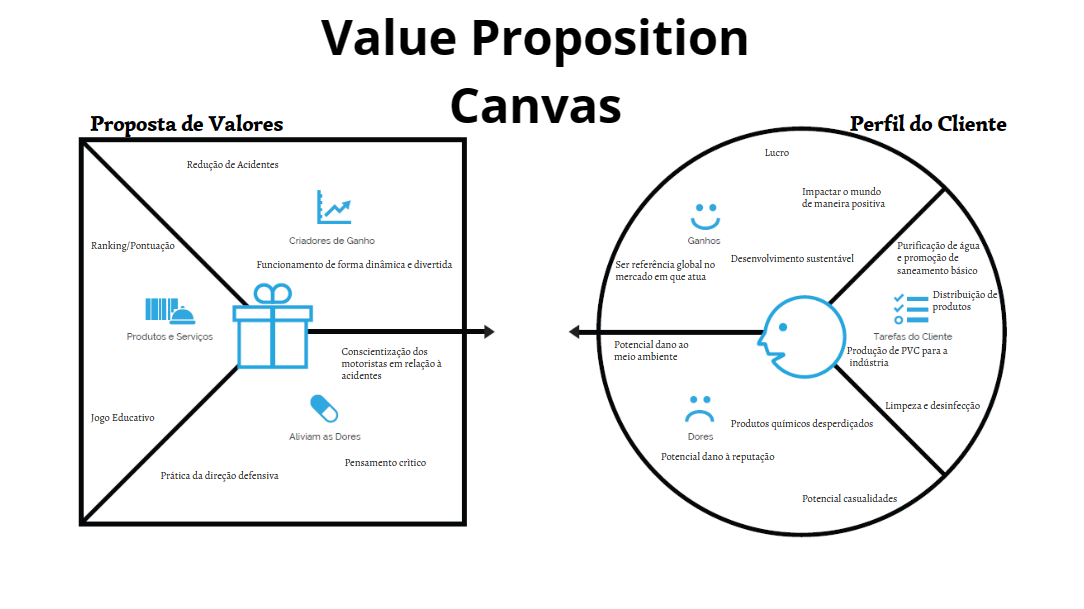 Value Proposition
Canvas
Proposta de Valores
Redução de Acidentes
Criadores de Ganho
Ranking/Pontuação
Funcionamento de forma dinâmica e divertida
Produtos e Serviços
Conscientização dos
motoristas em relação à
acidentes
Jogo Educativo
Aliviam as Dores
Pensamento crìtico
Prática da direção defensiva
Perfil do Cliente
Lucro
Impactar o mundo
de maneira positiva
Ganhos
Desenvolvimento sustentável
Ser referência global no
mercado em que atua
Purificação de água
e promoção de
saneamento básico
Distribuição de
produtos
Tarefas do Cliente
Produção de PVC para a
indústria
Limpeza e desinfecção
Potencial dano ao
meio ambiente
Dores
Produtos químicos desperdiçados
Potencial dano à reputação
Potencial casualidades